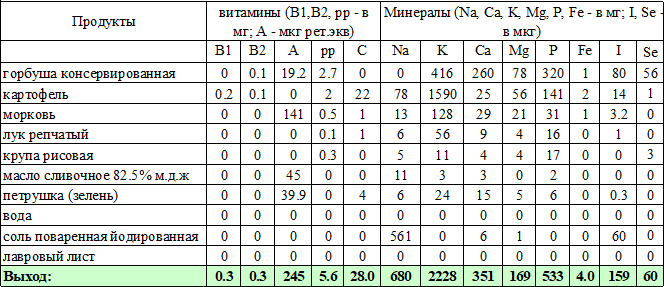 Продукты витамины (В1,В2, рр - в мг; А - мкг рет.экв) Минералы (Na, Ca, K, Mg, P, Fe - в мг; I, Se - в мкг)
В1 В2 А рр С Na K Ca Mg P Fe I Se
горбуша консервированная 0 0.1 19.2 2.7 0 0 416 260 78 320 1 80 56
картофель 0.2 0.1 0 2 22 78 1590 25 56 141 2 14 1
морковь 0 0 141 0.5 1 13 128 29 21 31 1 3.2 0
лук репчатый 0 0 0 0.1 1 6 56 9 4 16 0 1 0
крупа рисовая 0 0 0 0.3 0 5 11 4 4 17 0 0 3
масло сливочное 82.5% м.д.ж 0 0 45 0 0 11 3 3 0 2 0 0 0
петрушка (зелень) 0 0 39.9 0 4 6 24 15 5 6 0 0.3 0
вода 0 0 0 0 0 0 0 0 0 0 0 0 0
соль поваренная йодированная 0 0 0 0 0 561 0 6 1 0 0 60 0
лавровый лист 0 0 0 0 0 0 0 0 0 0 0 0 0
Выход: 0.3 0.3 245 5.6 28.0 680 2228 351 169 533 4.0 159 60